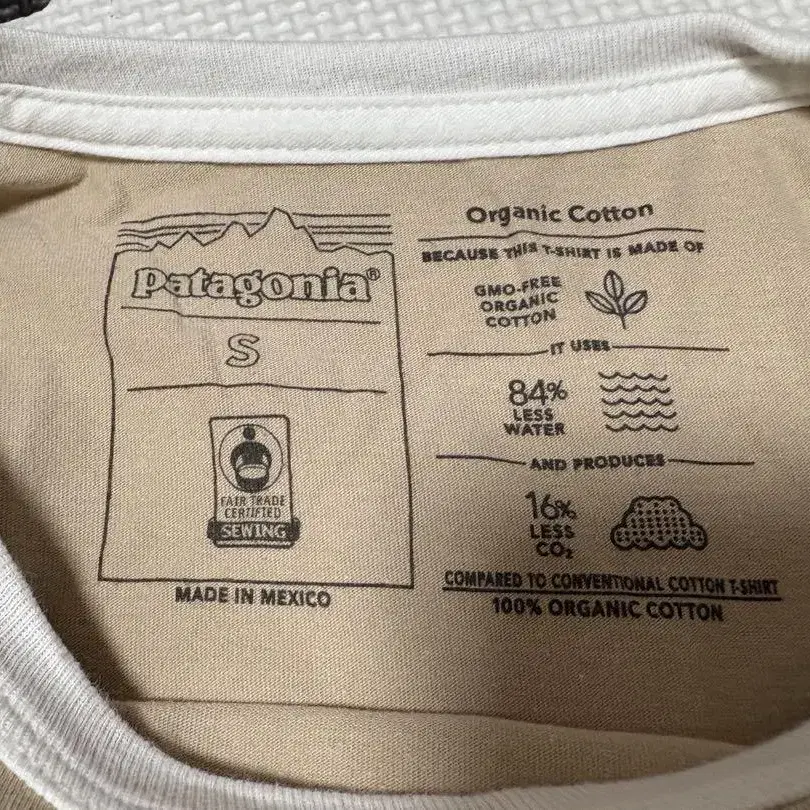 Patagonia®
S
FAIR TRADE
CERTIFIED
SEWING
MADE IN MEXICO
Organic Cotton
BECAUSE THIS T-SHIRT IS MADE OF
GMO-FREE
ORGANIC
COTTON
IT USES
84%
LESS
WATER
AND PRODUCES
16%
LESS
CO₂
COMPARED TO CONVENTIONAL COTTON T-SHIRT
100% ORGANIC COTTON